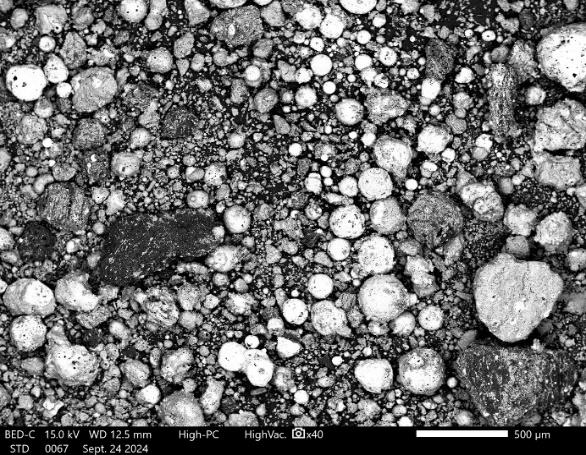 BED-C 15.0 kV WD 12.5 mm High-PC HighVac. x40 500 µm
STD 0067 Sept. 24 2024